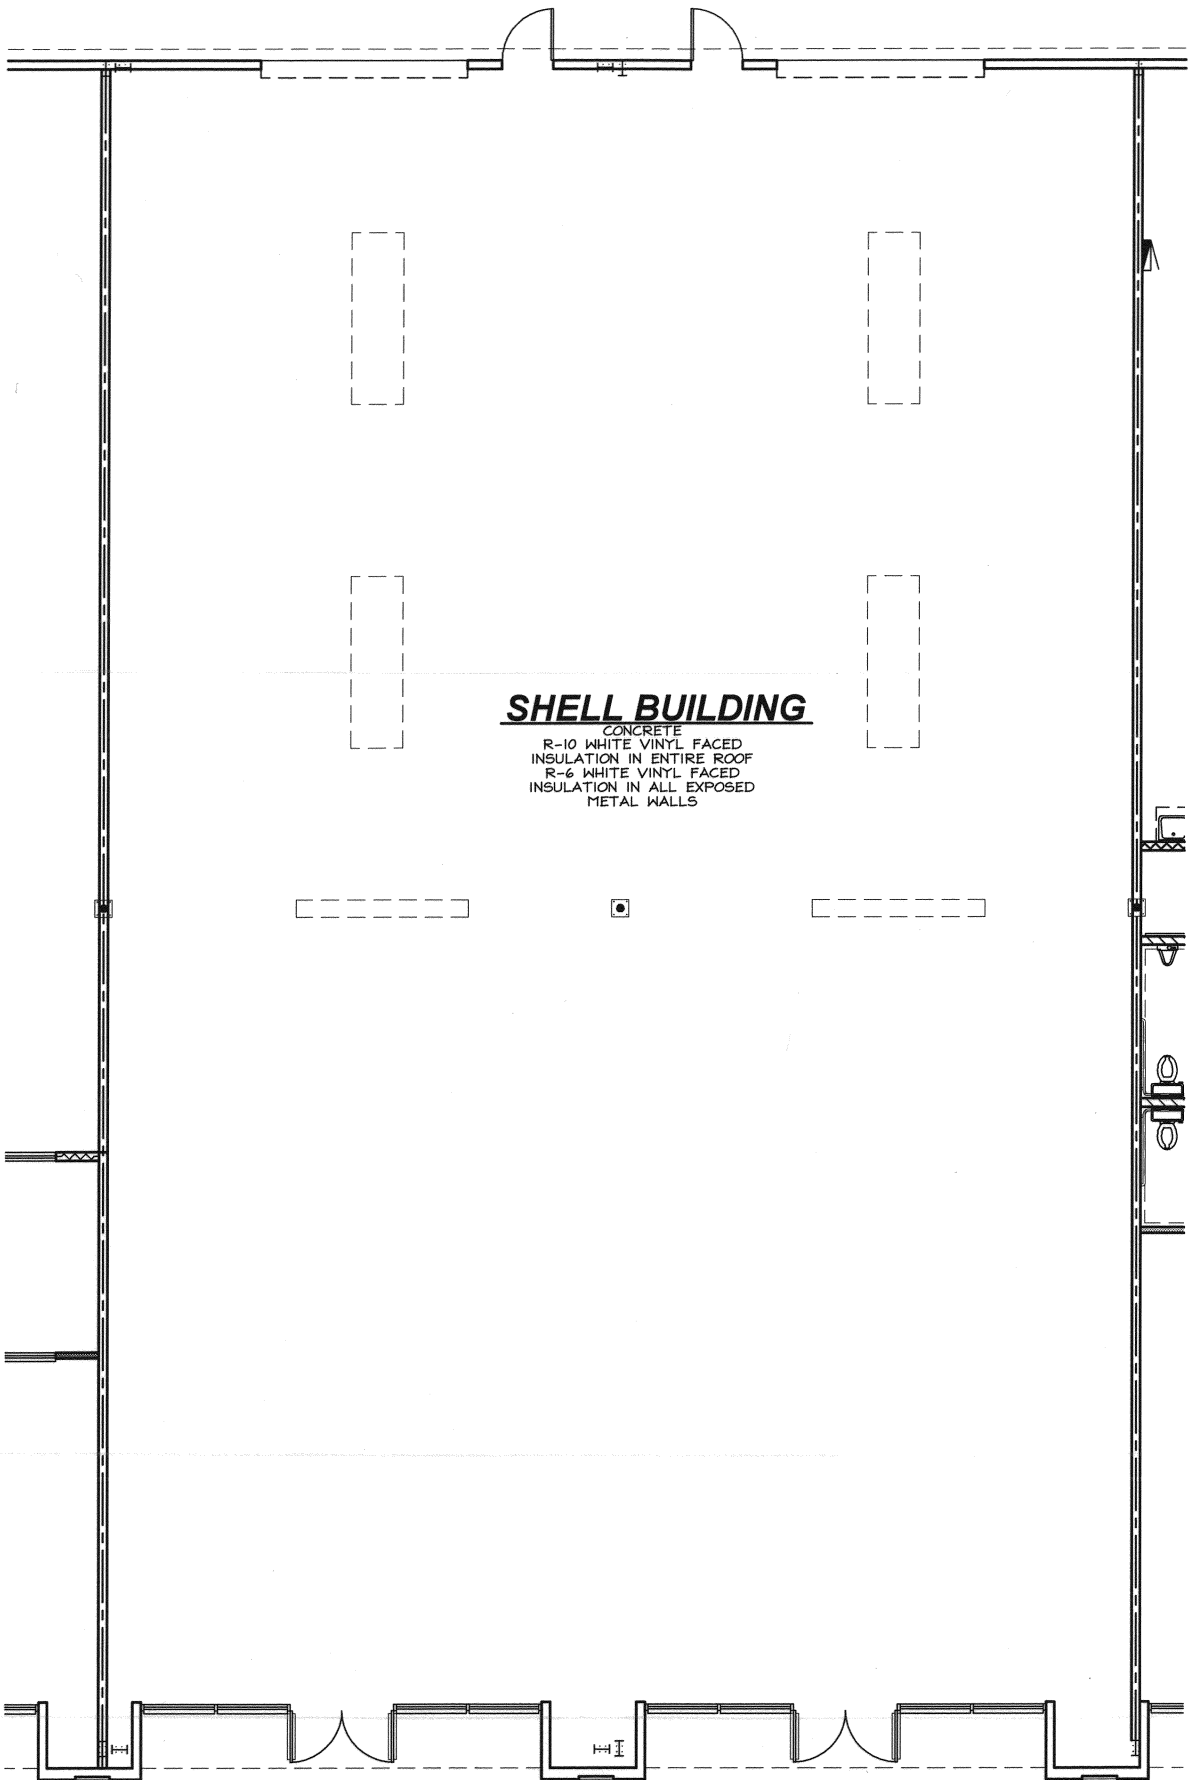 SHELL BUILDING
CONCRETE
R-10 WHITE VINYL FACED
INSULATION IN ENTIRE ROOF
R-6 WHITE VINYL FACED
INSULATION IN ALL EXPOSED
METAL WALLS